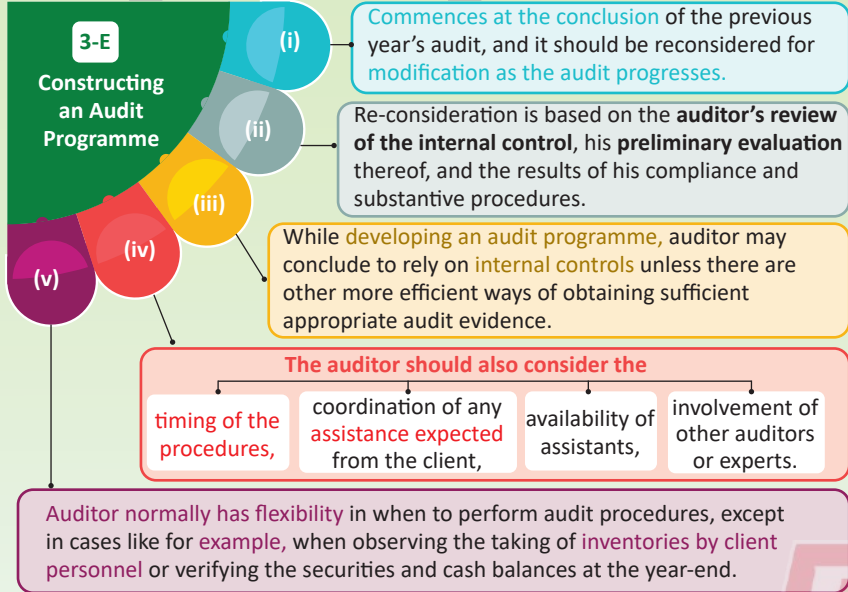 3-E
Constructing
an Audit
Programme
(i)
Commences at the conclusion of the previous
year's audit, and it should be reconsidered for
modification as the audit progresses.
(ii)
Re-consideration is based on the auditor's review
of the internal control, his preliminary evaluation
thereof, and the results of his compliance and
substantive procedures.
(iii)
While developing an audit programme, auditor may
conclude to rely on internal controls unless there are
other more efficient ways of obtaining sufficient
appropriate audit evidence.
(iv)
The auditor should also consider the
timing of the
procedures,
coordination of any
assistance expected
from the client,
availability of
assistants,
involvement of
other auditors
or experts.
(v)
Auditor normally has flexibility in when to perform audit procedures, except
in cases like for example, when observing the taking of inventories by client
personnel or verifying the securities and cash balances at the year-end.